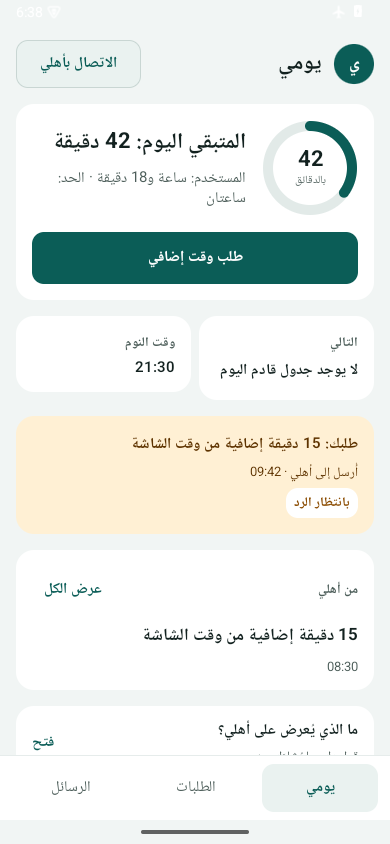 6:38
ي
يومي
الاتصال بأهلي
42
بالدقائق
المتبقي اليوم: 42 دقيقة
المستخدم: ساعة و18 دقيقة · الحد:
ساعتان
طلب وقت إضافي
التالي
لا يوجد جدول قادم اليوم
وقت النوم
21:30
طلبك: 15 دقيقة إضافية من وقت الشاشة
أرسل إلى أهلي · 09:42
بانتظار الرد
من أهلي
عرض الكل
15 دقيقة إضافية من وقت الشاشة
08:30
ما الذي يُعرض على أهلي؟
فتح
يومي
الطلبات
الرسائل